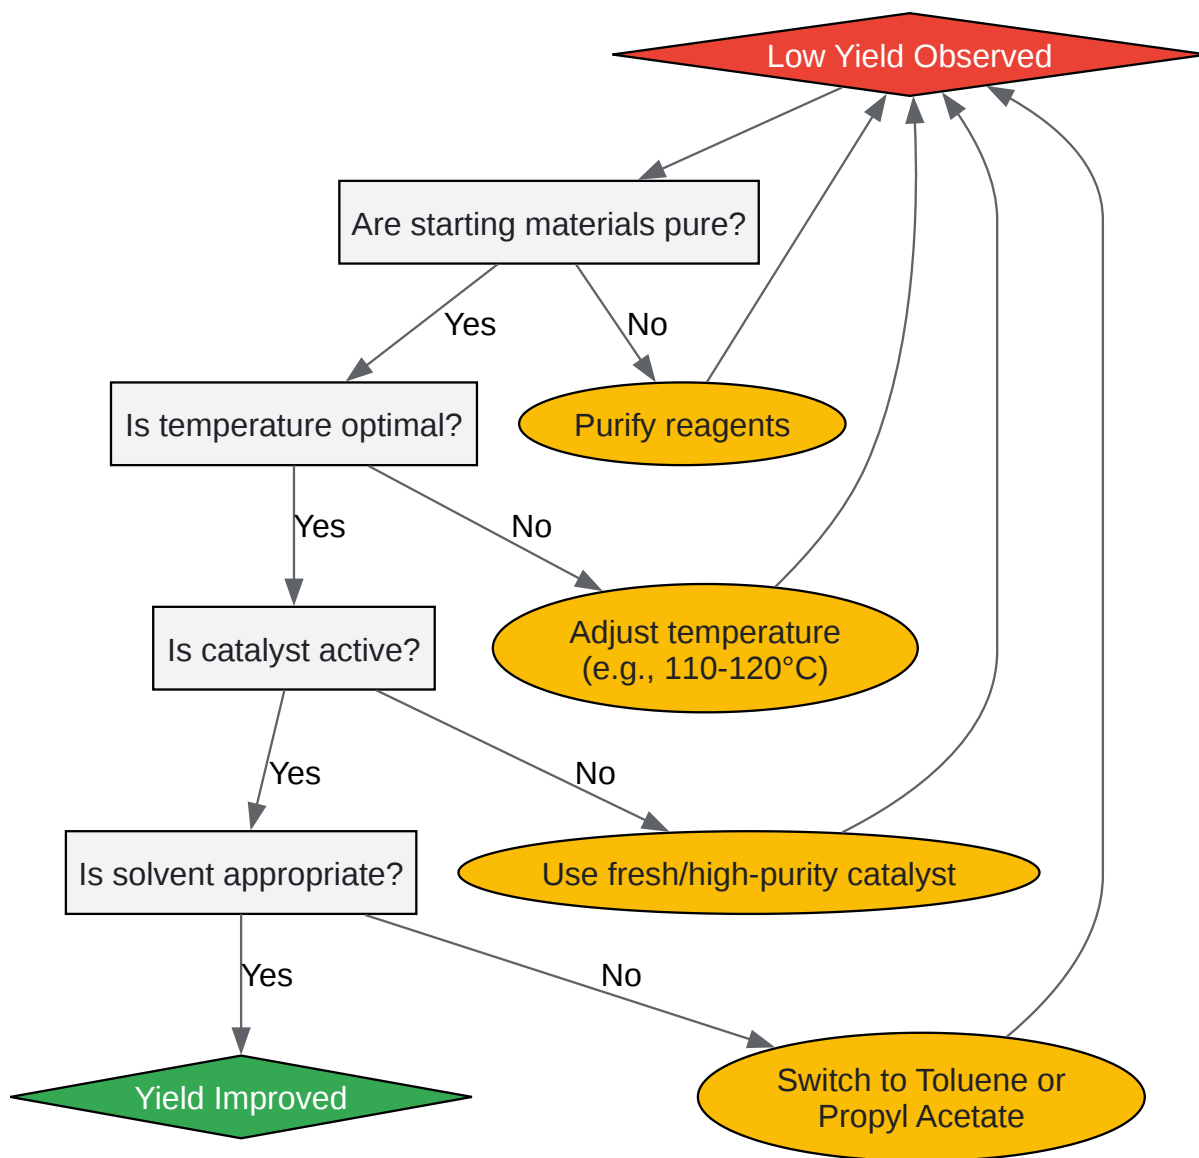 Low Yield Observed
Are starting materials pure?
Yes
No
Is temperature optimal?
Purify reagents
Yes
No
Is catalyst active?
Adjust temperature
(e.g., 110-120°C)
Yes
No
Is solvent appropriate?
Use fresh/high-purity catalyst
Yes
No
Yield Improved
Switch to Toluene or
Propyl Acetate